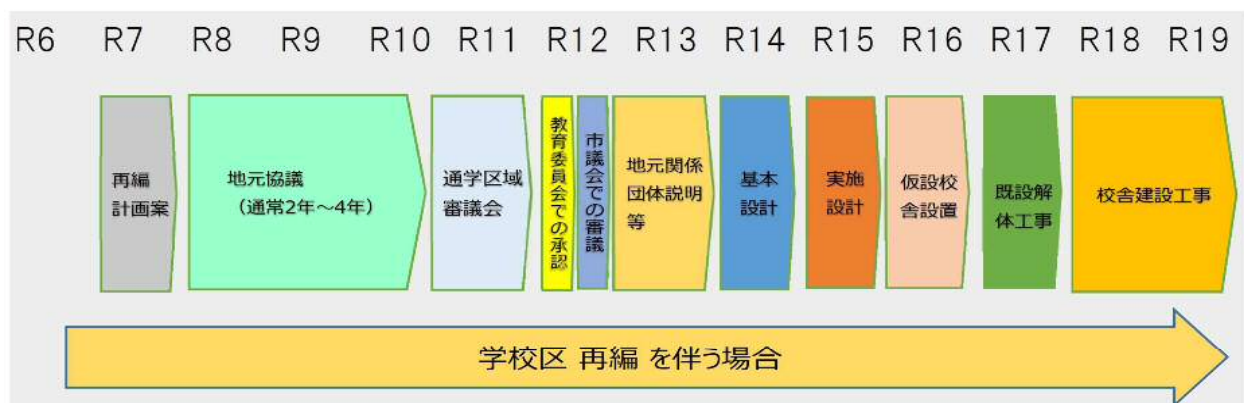 R6 R7 R8 R9 R10 R11 R12 R13 R14 R15 R16 R17 R18 R19
再編
計画案
地元協議
（通常2年～4年）
通学区域
審議会
教育委員会での承認
市議会での審議
地元関係
団体説明
等
基本
設計
実施
設計
仮設校
舎設置
既設解
体工事
校舎建設工事
学校区 再編 を伴う場合